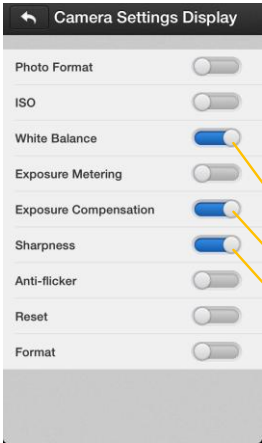 Camera Settings Display
Photo Format
ISO
White Balance
Exposure Metering
Exposure Compensation
Sharpness
Anti-flicker
Reset
Format